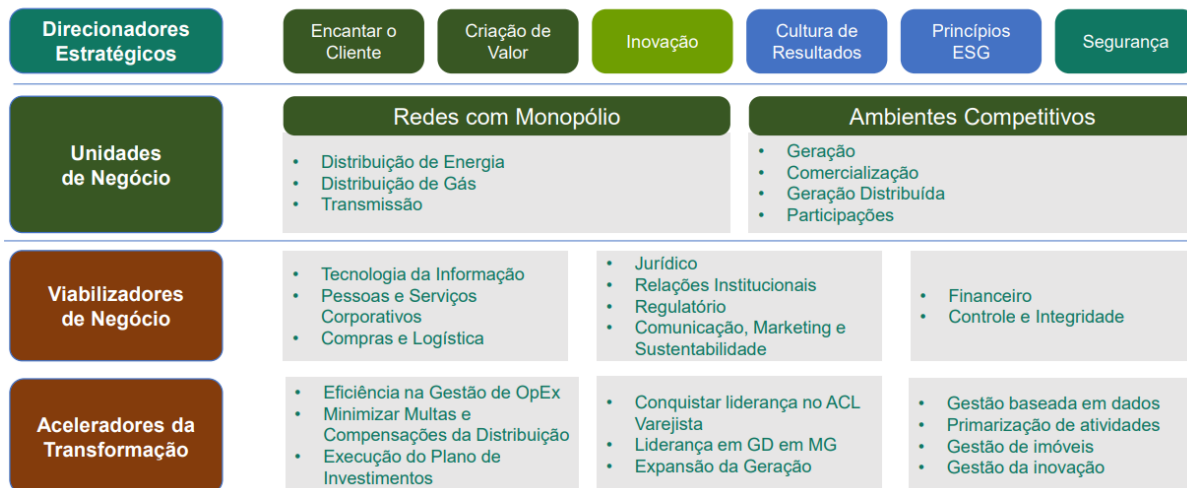 Direcionadores
Estratégicos
Encantar o
Cliente
Criação de
Valor
Inovação
Cultura de
Resultados
Princípios
ESG
Segurança
Unidades
de Negócio
Redes com Monopólio
• Distribuição de Energia
• Distribuição de Gás
• Transmissão
Ambientes Competitivos
• Geração
• Comercialização
• Geração Distribuída
• Participações
Viabilizadores
de Negócio
• Tecnologia da Informação
• Pessoas e Serviços
Corporativos
• Compras e Logística
• Jurídico
• Relações Institucionais
• Regulatório
• Comunicação, Marketing e
Sustentabilidade
• Financeiro
• Controle e Integridade
Aceleradores da
Transformação
• Eficiência na Gestão de OpEx
• Minimizar Multas e
Compensações da Distribuição
• Execução do Plano de
Investimentos
• Conquistar liderança no ACL
Varejista
• Liderança em GD em MG
• Expansão da Geração
• Gestão baseada em dados
• Primarização de atividades
• Gestão de imóveis
• Gestão da inovação